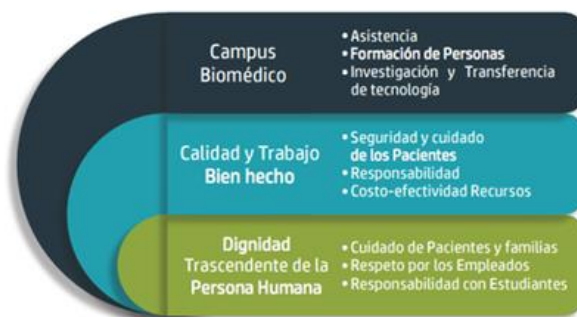 Campus
Biomédico
• Asistencia
• Formación de Personas
• Investigación y Transferencia
de tecnología
Calidad y Trabajo
Bien hecho
• Seguridad y cuidado
de los Pacientes
• Responsabilidad
• Costo-efectividad Recursos
Dignidad
Trascendente de la
Persona Humana
• Cuidado de Pacientes y familias
• Respeto por los Empleados
• Responsabilidad con Estudiantes